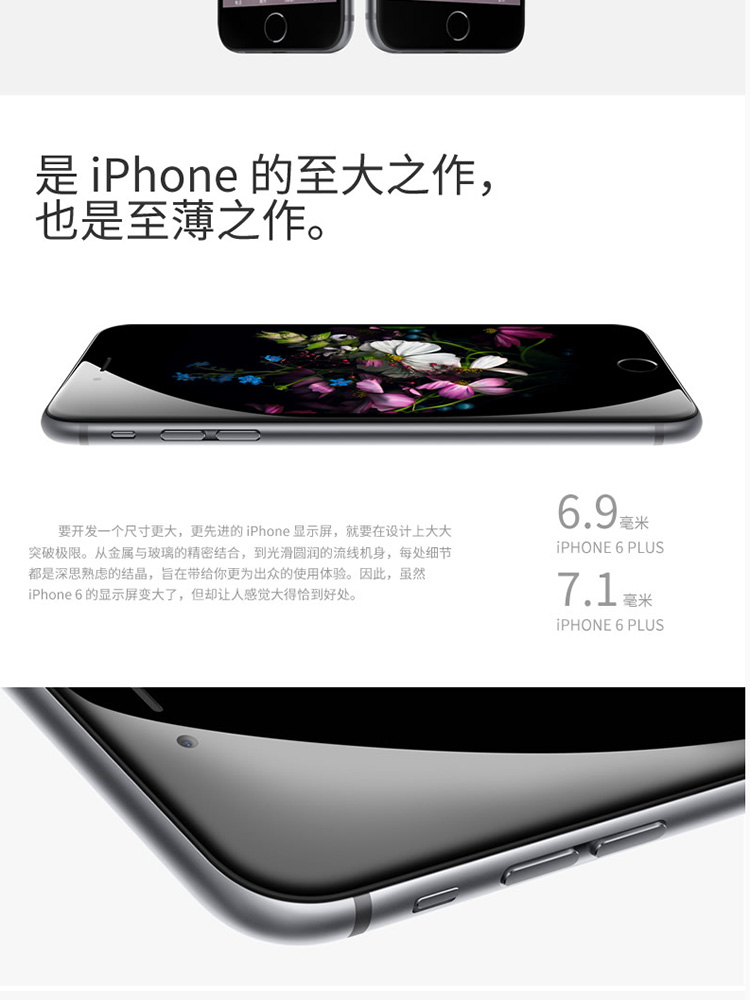 是 iPhone 的至大之作，
也是至薄之作。
要开发一个尺寸更大，更先进的 iPhone 显示屏，就要在设计上大大
突破极限。从金属与玻璃的精密结合，到光滑圆润的流线机身，每处细节
都是深思熟虑的结晶，旨在带给你更为出众的使用体验。因此，虽然
iPhone 6 的显示屏变大了，但却让人感觉大得恰到好处。
6.9毫米
iPHONE 6 PLUS
7.1毫米
iPHONE 6 PLUS